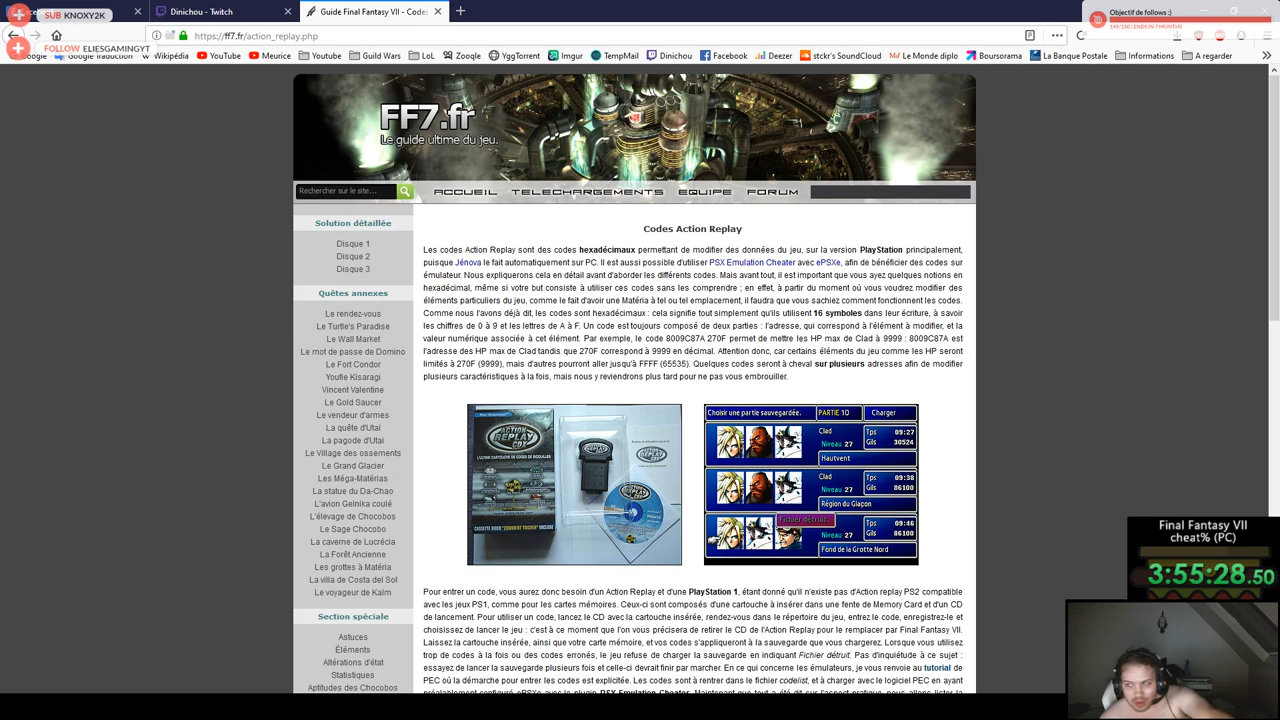 SUB KNOXY2K
Dinichou - Twitch
Guide Final Fantasy VII - Codes
Objectif de follows :)
FOLLOW ELIESGAMINGYT
https://ff7.fr/action_replay.php
Google
Google Traduction
Wikipédia
YouTube
Meurice
Youtube
Guild Wars
LoL
Zooqle
YggTorrent
Imgur
TempMail
Dinichou
Facebook
Deezer
stckr's SoundCloud
Le Monde diplo
Boursorama
La Banque Postale
Informations
A regarder
FF7.fr
Le guide ultime du jeu.
Rechercher sur le site...
ACCUEIL TELECHARGEMENTS EQUIPE FORUM
Solution détaillée
Disque 1
Disque 2
Disque 3
Quêtes annexes
Le rendez-vous
Le Turtle's Paradise
Le Wall Market
Le mot de passe de Domino
Le Fort Condor
Youfie Kisaragi
Vincent Valentine
Le Gold Saucer
Le vendeur d'armes
La quête d'Utai
La pagode d'Utai
Le Village des ossements
Le Grand Glacier
Les Méga-Matérias
La statue du Da-Chao
L'avion Gelnika coulé
L'élevage de Chocobos
Le Sage Chocobo
La caverne de Lucrécia
La Forêt Ancienne
Les grottes à Matéria
La villa de Costa del Sol
Le voyageur de Kalm
Section spéciale
Astuces
Éléments
Altérations d'état
Statistiques
Aptitudes des Chocobos
Codes Action Replay
Les codes Action Replay sont des codes hexadécimaux permettant de modifier des données du jeu, sur la version PlayStation principalement,
puisque Jénova le fait automatiquement sur PC. Il est aussi possible d'utiliser PSX Emulation Cheater avec ePSXe, afin de bénéficier des codes sur
émulateur. Nous expliquerons cela en détail avant d'aborder les différents codes. Mais avant tout, il est important que vous ayez quelques notions en
hexadécimal, même si votre but consiste à utiliser ces codes sans les comprendre ; en effet, à partir du moment où vous voudrez modifier des
éléments particuliers du jeu, comme le fait d'avoir une Matéria à tel ou tel emplacement, il faudra que vous sachiez comment fonctionnent les codes.
Comme nous l'avons déjà dit, les codes sont hexadécimaux : cela signifie tout simplement qu'ils utilisent 16 symboles dans leur écriture, à savoir
les chiffres de 0 à 9 et les lettres de A à F. Un code est toujours composé de deux parties : l'adresse, qui correspond à l'élément à modifier, et la
valeur numérique associée à cet élément. Par exemple, le code 8009C87A 270F permet de mettre les HP max de Clad à 9999 : 8009C87A est
l'adresse des HP max de Clad tandis que 270F correspond à 9999 en décimal. Attention donc, car certains éléments du jeu comme les HP seront
limités à 270F (9999), mais d'autres pourront aller jusqu'à FFFF (65535). Quelques codes seront à cheval sur plusieurs adresses afin de modifier
plusieurs caractéristiques à la fois, mais nous y reviendrons plus tard pour ne pas vous embrouiller.
ACTION REPLAY CDX
Choisir une partie sauvegardée. PARTIE 10 Charger
Clad
Niveau 27
Tps 09:27
Gils 30524
Hautvent
Clad
Niveau 27
Tps 09:38
Gils 86100
Région du Glaçon
Fichier détruit.
Niveau 27
Tps 09:46
Gils 86100
Fond de la Grotte Nord
Pour entrer un code, vous aurez donc besoin d'un Action Replay et d'une PlayStation 1, étant donné qu'il n'existe pas d'Action replay PS2 compatible
avec les jeux PS1, comme pour les cartes mémoires. Ceux-ci sont composés d'une cartouche à insérer dans une fente de Memory Card et d'un CD
de lancement. Pour utiliser un code, lancez le CD avec la cartouche insérée, rendez-vous dans le répertoire du jeu, entrez le code, enregistrez-le et
choisissez de lancer le jeu : c'est à ce moment que l'on vous précisera de retirer le CD de l'Action Replay pour le remplacer par Final Fantasy VII.
Laissez la cartouche insérée, ainsi que votre carte mémoire, et vos codes s'appliqueront à la sauvegarde que vous chargerez. Lorsque vous utiliserez
trop de codes à la fois ou des codes erronés, le jeu refuse de charger la sauvegarde en indiquant Fichier détruit. Pas d'inquiétude à ce sujet :
essayez de lancer la sauvegarde plusieurs fois et celle-ci devrait finir par marcher. En ce qui concerne les émulateurs, je vous renvoie au tutorial de
PEC où la démarche pour entrer les codes est explicitée. Les codes sont à rentrer dans le fichier codelist, et à charger avec le logiciel PEC en ayant
préalablement configuré ePSXe avec le plugin PSX Emulation Cheater. Maintenant que tout a été dit sur l'aspect pratique, nous allons lister la
Final Fantasy VII
cheat% (PC)
3:55:28.50